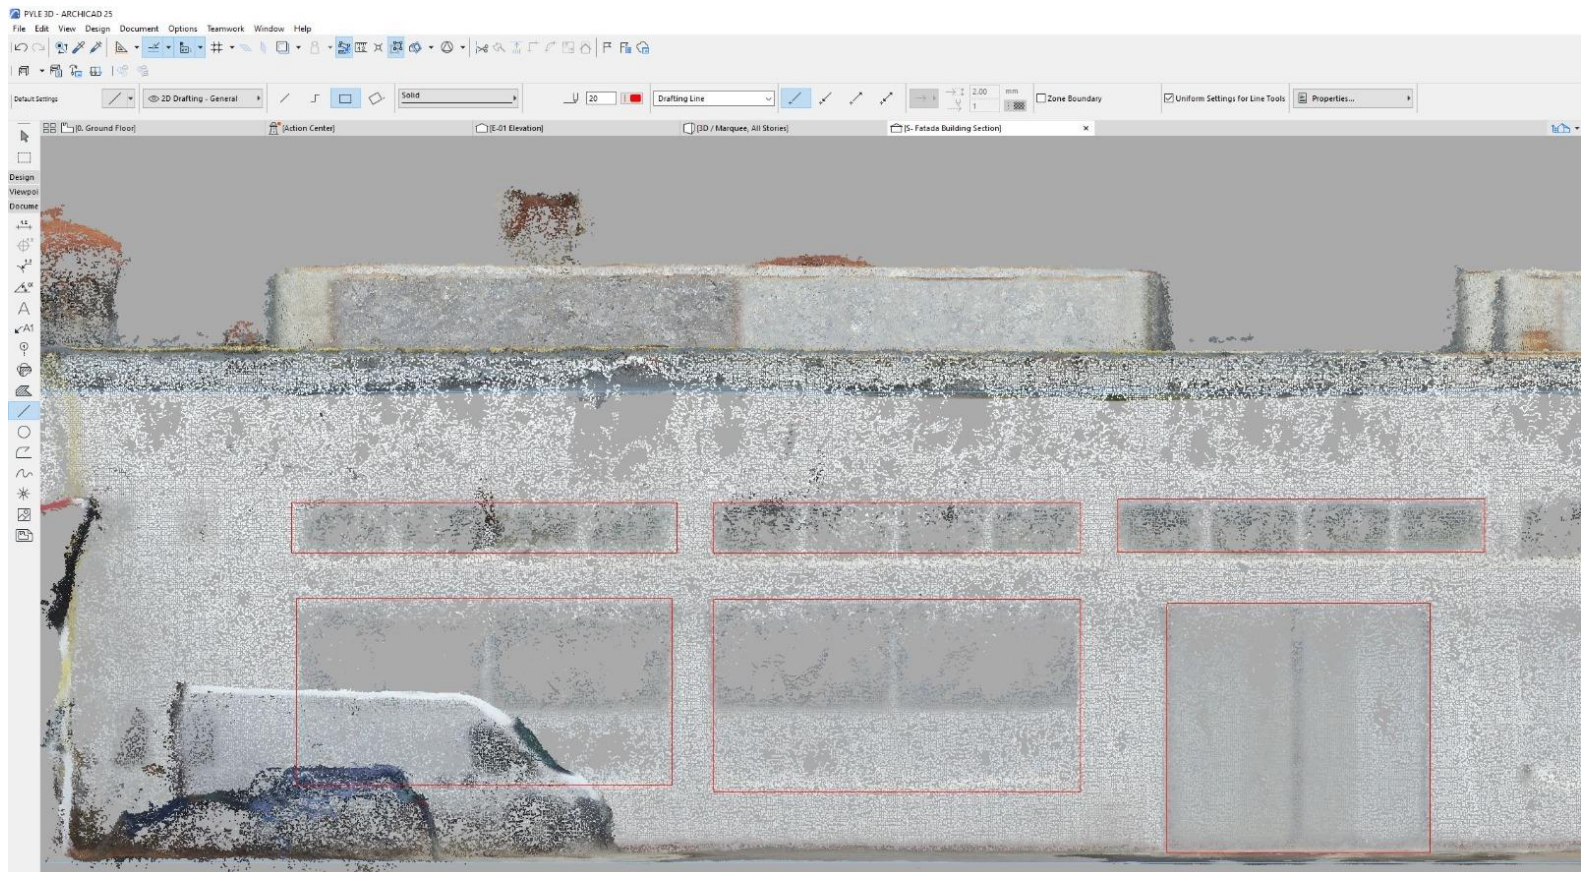 PYLE 3D - ARCHICAD 25
File Edit View Design Document Options Teamwork Window Help
Default Settings
2D Drafting - General
Solid
20
Drafting Line
2.00 mm
1
Zone Boundary
Uniform Settings for Line Tools
Properties...
[0. Ground Floor]
[Action Center]
[E-01 Elevation]
[3D / Marquee, All Stories]
[S- Fatada Building Section]
Design
Viewpoi
Docume
A
A1